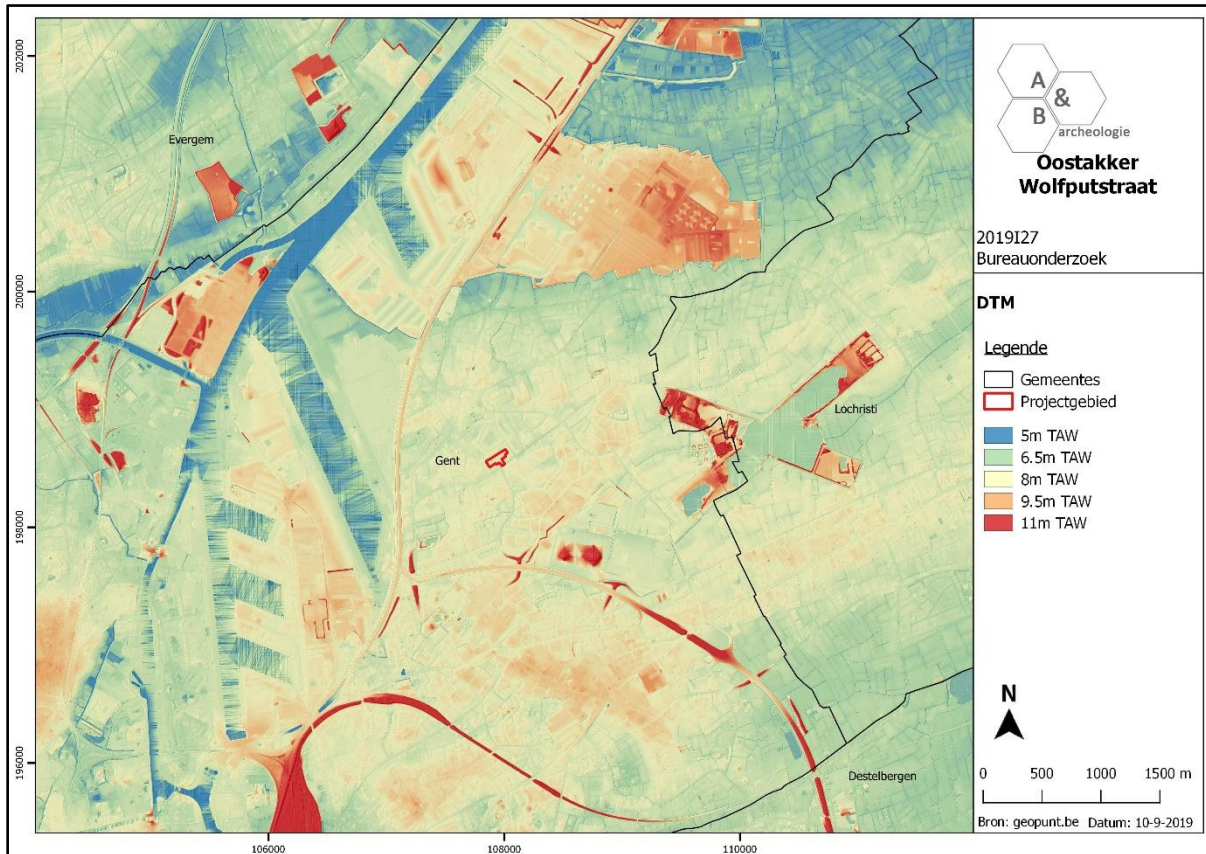 202000
200000
198000
196000
106000
108000
110000
Evergem
Gent
Lochristi
Destelbergen
A
&
B
archeologie
Oostakker
Wolfputstraat
2019I27
Bureauonderzoek
DTM
Legende
Gemeentes
Projectgebied
5m TAW
6.5m TAW
8m TAW
9.5m TAW
11m TAW
N
0 500 1000 1500 m
Bron: geopunt.be Datum: 10-9-2019